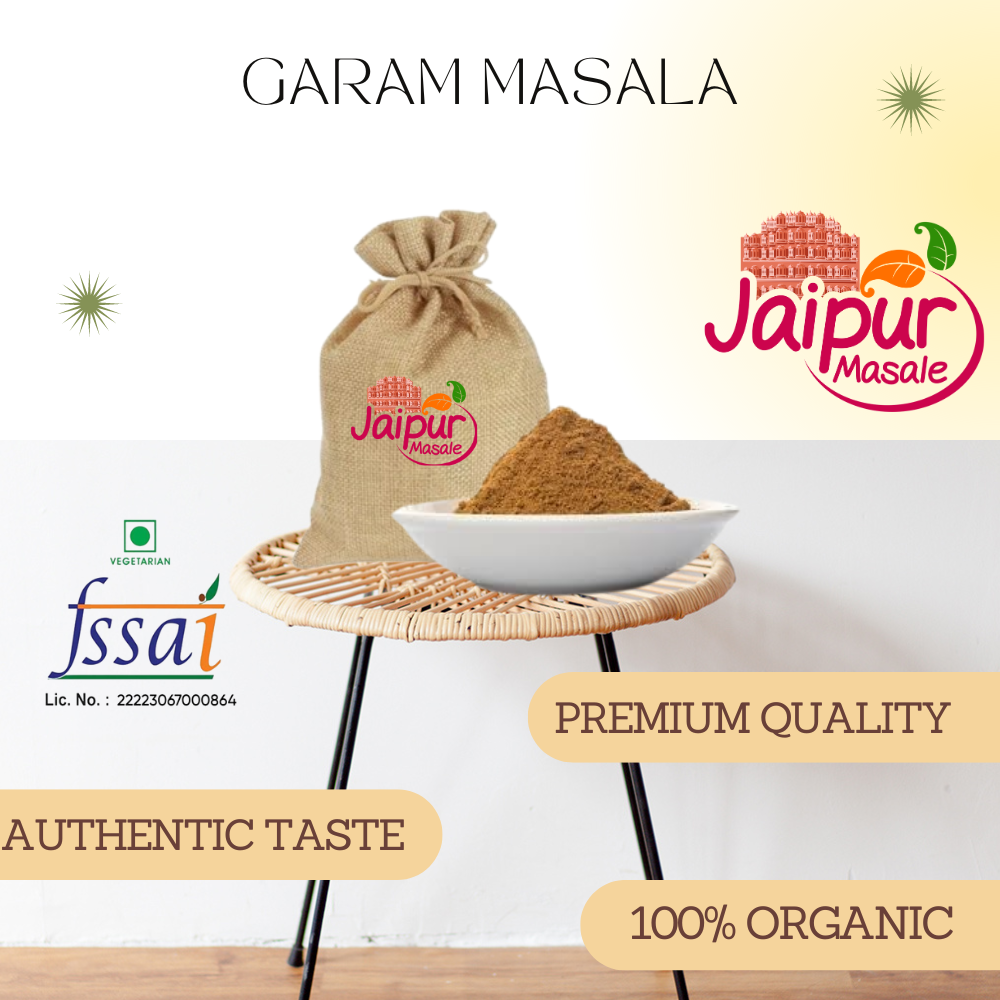 GARAM MASALA
Jaipur
Masale
Jaipur
Masale
VEGETARIAN
fssai
Lic. No. : 22223067000864
PREMIUM QUALITY
AUTHENTIC TASTE
100% ORGANIC